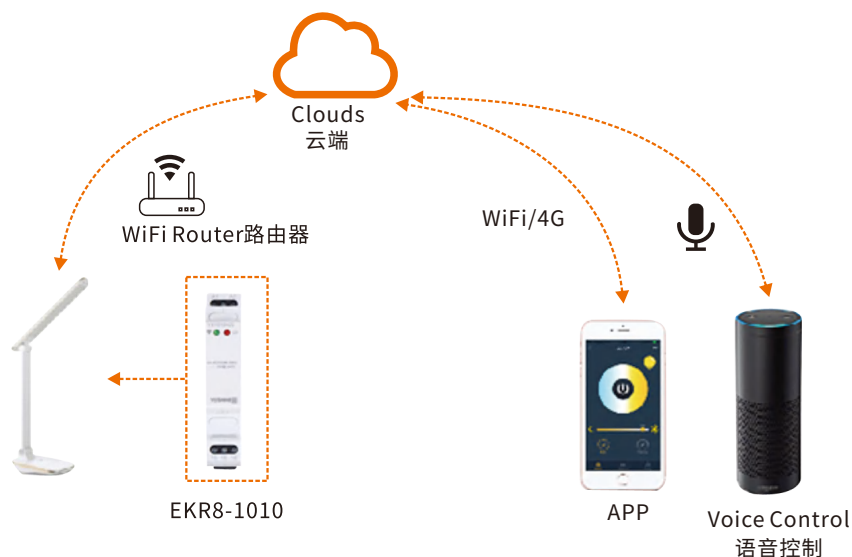 Clouds
云端
WiFi Router路由器
WiFi/4G
EKR8-1010
APP
Voice Control
语音控制